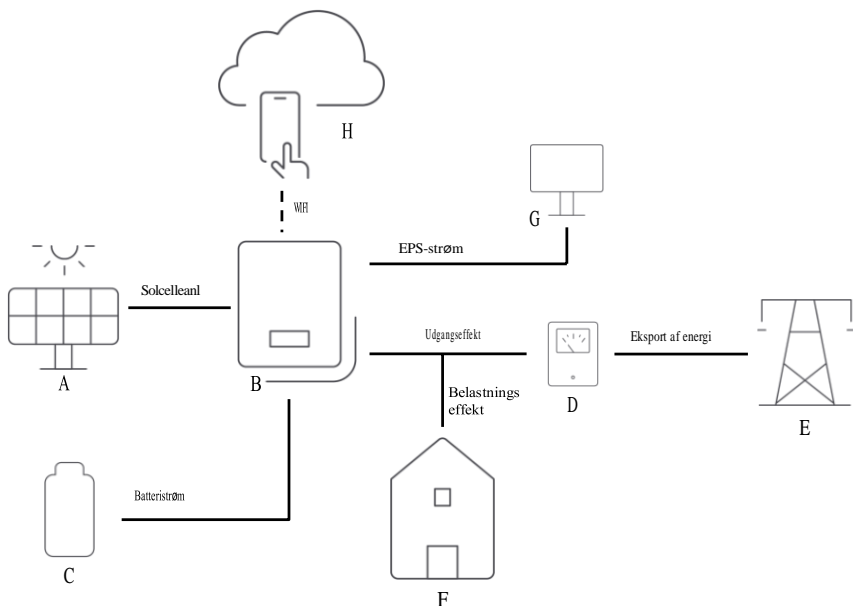 H
WIFI
G
EPS-strøm
Solcelleanl
Udgangseffekt
Eksport af energi
A
B
Belastnings
effekt
D
E
Batteristrøm
C
F